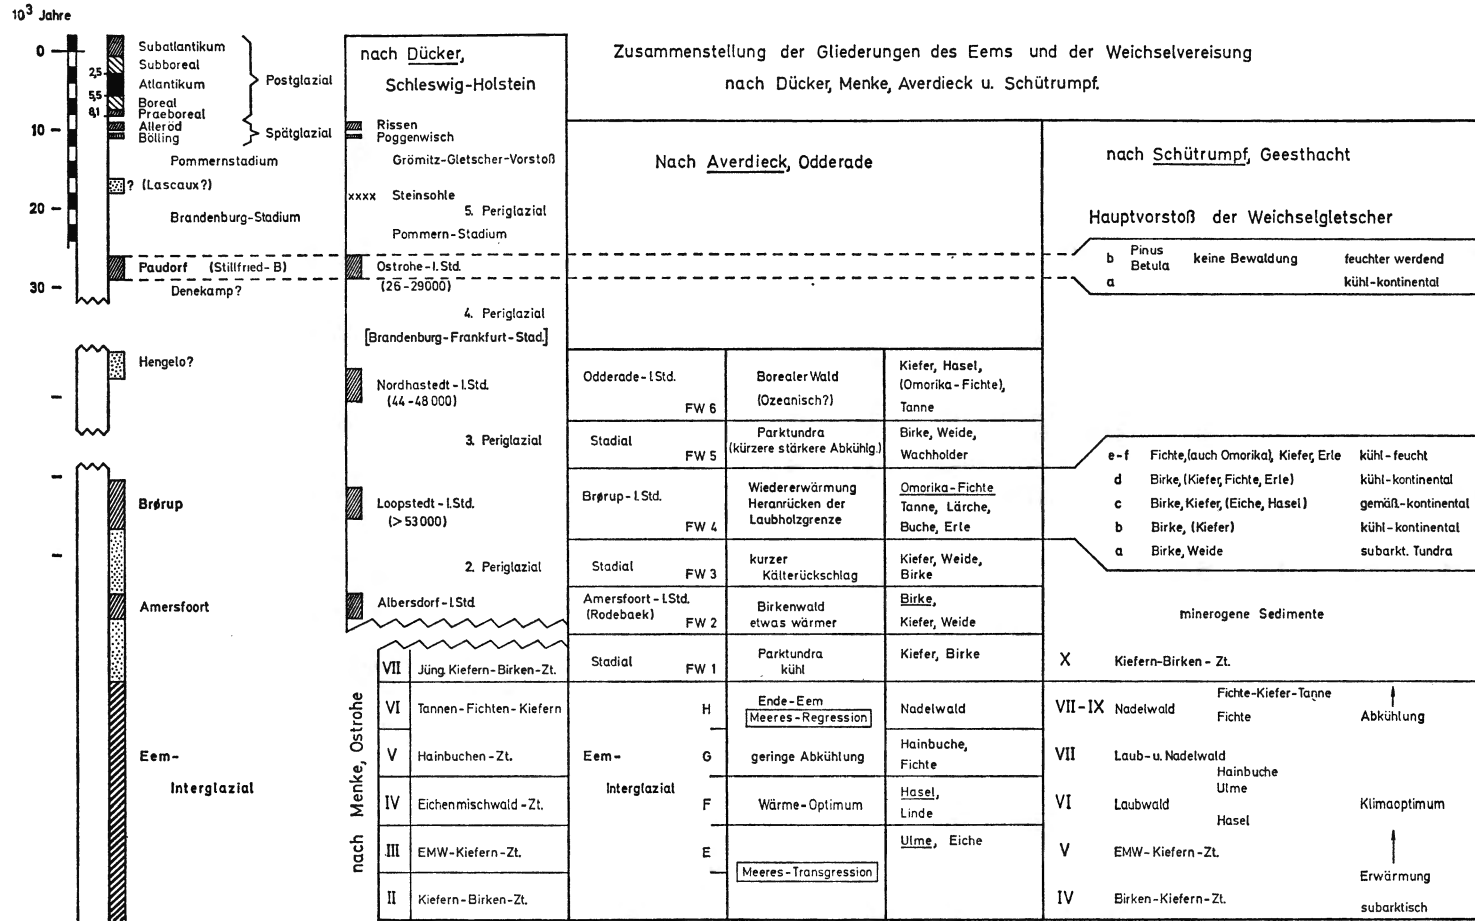 10³ Jahre
0
10
20
30
2,5
5,5
8,1
Subatlantikum
Subboreal
Atlantikum
Boreal
Praeboreal
Postglazial
Alleröd
Bölling
Spätglazial
Pommernstadium
? (Lascaux?)
Brandenburg-Stadium
Paudorf (Stillfried-B)
Denekamp?
Hengelo?
Brørup
Amersfoort
Eem-
Interglazial
nach Dücker,
Schleswig-Holstein
Rissen
Poggenwisch
Grömitz-Gletscher-Vorstoß
xxxx Steinsohle
5. Periglazial
Pommern-Stadium
Ostrohe-I.Std.
(26-29000)
4. Periglazial
[Brandenburg-Frankfurt-Stad.]
Nordhastedt-I.Std.
(44-48000)
3. Periglazial
Loopstedt-I.Std.
(>53000)
2. Periglazial
Albersdorf-I.Std.
nach Menke, Ostrohe
VII Jüng. Kiefern-Birken-Zt.
VI Tannen-Fichten-Kiefern
V Hainbuchen-Zt.
IV Eichenmischwald-Zt.
III EMW-Kiefern-Zt.
II Kiefern-Birken-Zt.
Zusammenstellung der Gliederungen des Eems und der Weichselvereisung
nach Dücker, Menke, Averdieck u. Schütrumpf.
Nach Averdieck, Odderade
Odderade-I.Std.
FW 6
Borealer Wald
(Ozeanisch?)
Kiefer, Hasel,
(Omorika-Fichte),
Tanne
Stadial
FW 5
Parktundra
(kürzere stärkere Abkühlg.)
Birke, Weide,
Wachholder
Brørup-I.Std.
FW 4
Wiedererwärmung
Heranrücken der
Laubholzgrenze
Omorika-Fichte
Tanne, Lärche,
Buche, Erle
Stadial
FW 3
kurzer
Kälterückschlag
Kiefer, Weide,
Birke
Amersfoort-I.Std.
(Rodebaek)
FW 2
Birkenwald
etwas wärmer
Birke,
Kiefer, Weide
Stadial
FW 1
Parktundra
kühl
Kiefer, Birke
Eem-
Interglazial
H
Ende-Eem
Meeres-Regression
Nadelwald
G
geringe Abkühlung
Hainbuche,
Fichte
F
Wärme-Optimum
Hasel,
Linde
E
Meeres-Transgression
Ulme, Eiche
nach Schütrumpf, Geesthacht
Hauptvorstoß der Weichselgletscher
b Pinus
Betula
keine Bewaldung
feuchter werdend
a kühl-kontinental
e-f Fichte,(auch Omorika), Kiefer, Erle kühl-feucht
d Birke,(Kiefer, Fichte, Erle) kühl-kontinental
c Birke, Kiefer, (Eiche, Hasel) gemäß-kontinental
b Birke, (Kiefer) kühl-kontinental
a Birke, Weide subarkt. Tundra
minerogene Sedimente
X Kiefern-Birken-Zt.
VII-IX Nadelwald
Fichte-Kiefer-Tanne
Fichte
Abkühlung
VII Laub-u. Nadelwald
Hainbuche
Ulme
VI Laubwald
Hasel
Klimaoptimum
V EMW-Kiefern-Zt.
Erwärmung
IV Birken-Kiefern-Zt.
subarktisch